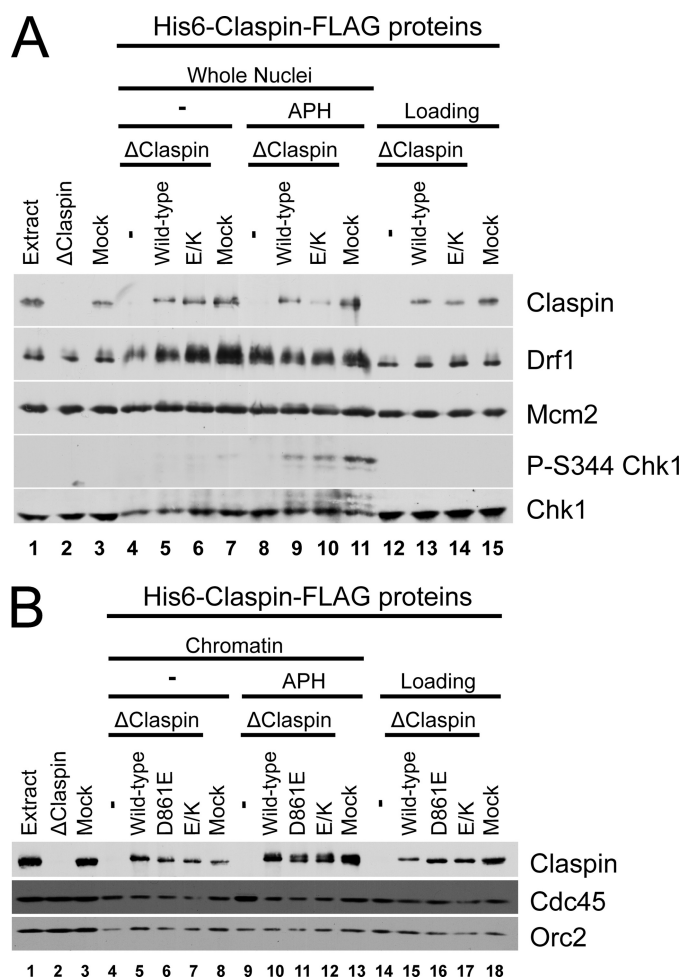 A
His6-Claspin-FLAG proteins
Whole Nuclei
- APH Loading
ΔClaspin ΔClaspin ΔClaspin
Extract ΔClaspin Mock - Wild-type E/K Mock - Wild-type E/K Mock - Wild-type E/K Mock
Claspin
Drf1
Mcm2
P-S344 Chk1
Chk1
1 2 3 4 5 6 7 8 9 10 11 12 13 14 15
B
His6-Claspin-FLAG proteins
Chromatin
- APH Loading
ΔClaspin ΔClaspin ΔClaspin
Extract ΔClaspin Mock - Wild-type D861E E/K Mock - Wild-type D861E E/K Mock - Wild-type D861E E/K Mock
Claspin
Cdc45
Orc2
1 2 3 4 5 6 7 8 9 10 11 12 13 14 15 16 17 18